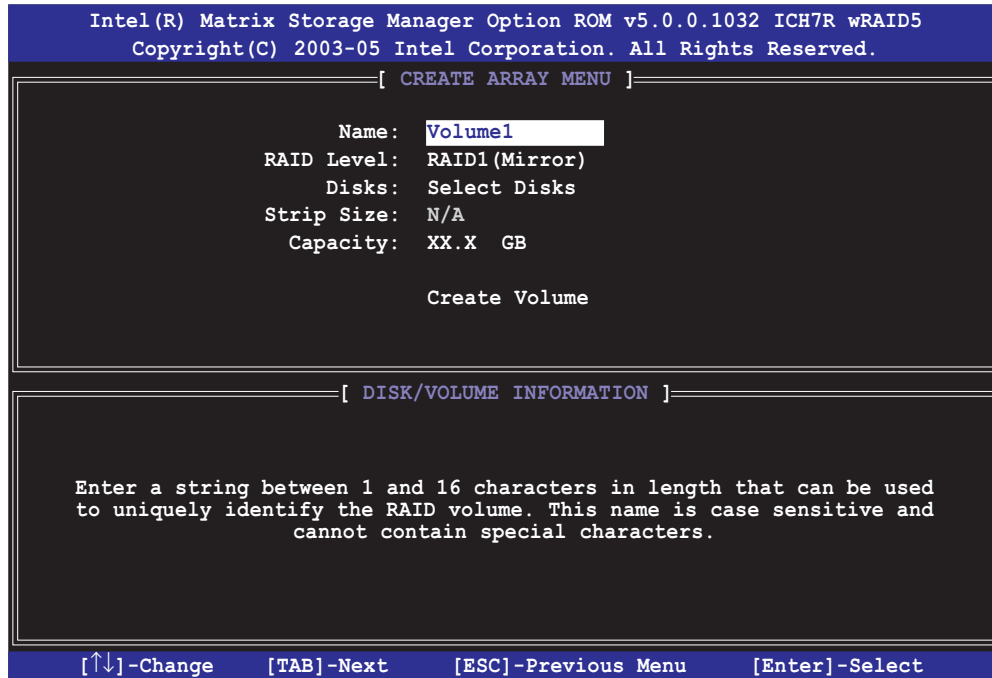 Intel(R) Matrix Storage Manager Option ROM v5.0.0.1032 ICH7R wRAID5
Copyright(C) 2003-05 Intel Corporation. All Rights Reserved.
[ CREATE ARRAY MENU ]
Name: Volume1
RAID Level: RAID1(Mirror)
Disks: Select Disks
Strip Size: N/A
Capacity: XX.X GB
Create Volume
[ DISK/VOLUME INFORMATION ]
Enter a string between 1 and 16 characters in length that can be used
to uniquely identify the RAID volume. This name is case sensitive and
cannot contain special characters.
[↑↓]-Change [TAB]-Next [ESC]-Previous Menu [Enter]-Select